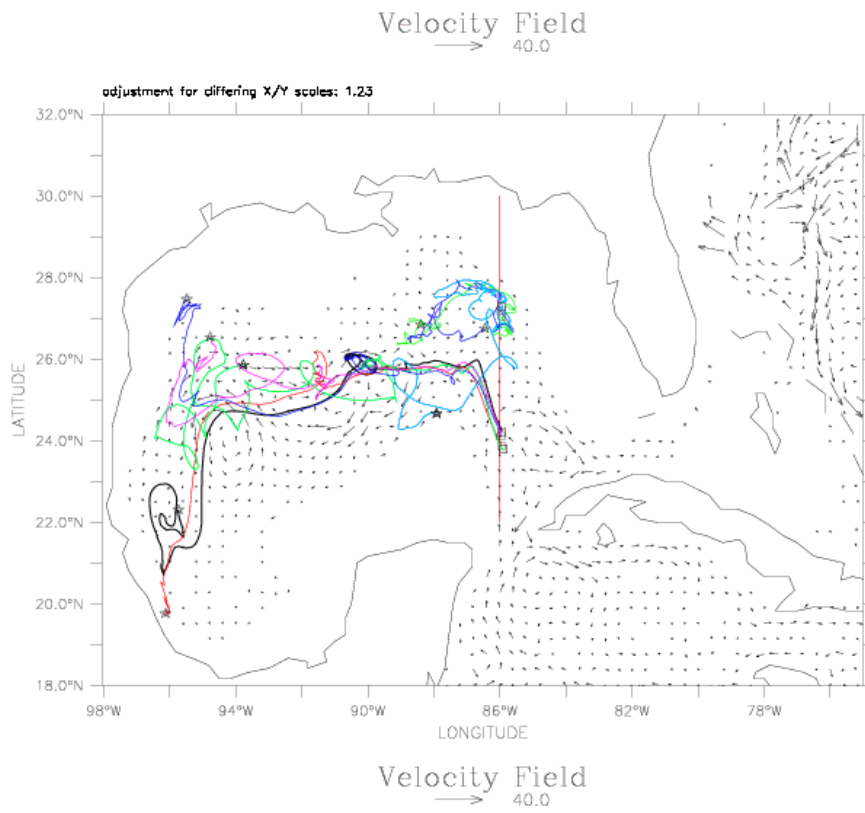 Velocity Field
40.0
adjustment for differing X/Y scales: 1.23
32.0°N
30.0°N
28.0°N
26.0°N
24.0°N
22.0°N
20.0°N
18.0°N
LATITUDE
98°W 94°W 90°W 86°W 82°W 78°W
LONGITUDE
Velocity Field
40.0